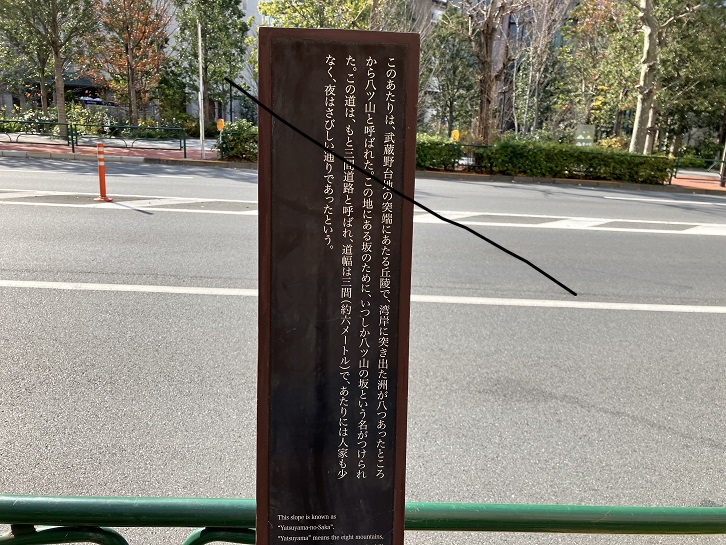 このあたりは、武蔵野台地の突端にあたる丘陵で、湾岸に突き出た洲が八つあったところ
から八ツ山と呼ばれた。この地にある坂のために、いつしか八ツ山の坂という名がつけられ
た。この道は、もと三間道路と呼ばれ、道幅は三間(約六メートル)で、あたりには人家も少
なく、夜はさびしい通りであったという。
This slope is known as
"Yatsuyama-no-Saka".
"Yatsuyama" means the eight mountains,